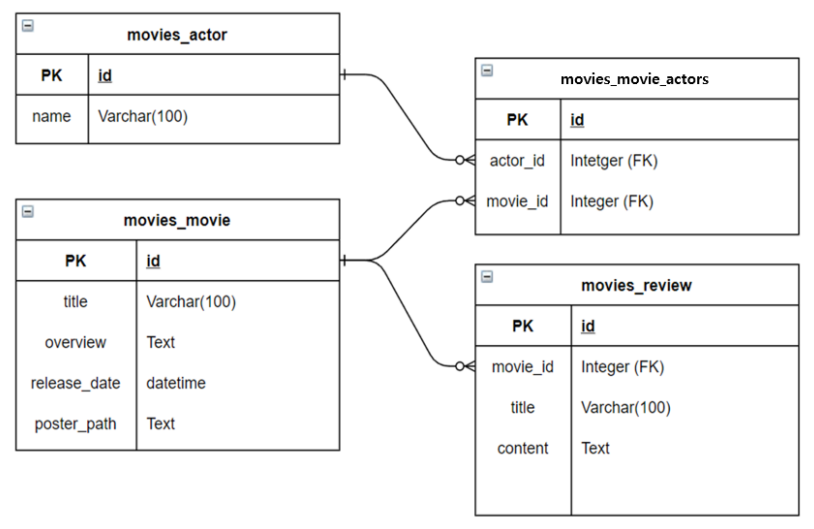 movies_actor
PK id
name Varchar(100)
movies_movie
PK id
title Varchar(100)
overview Text
release_date datetime
poster_path Text
movies_movie_actors
PK id
actor_id Intetger (FK)
movie_id Integer (FK)
movies_review
PK id
movie_id Integer (FK)
title Varchar(100)
content Text